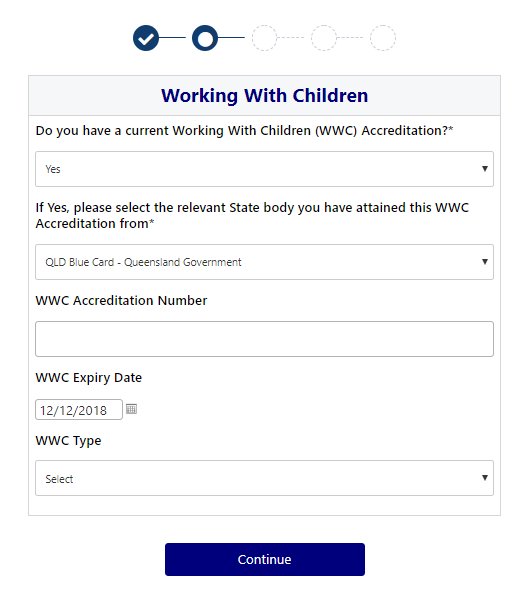 Working With Children
Do you have a current Working With Children (WWC) Accreditation?*
Yes
If Yes, please select the relevant State body you have attained this WWC
Accreditation from*
QLD Blue Card - Queensland Government
WWC Accreditation Number
WWC Expiry Date
12/12/2018
WWC Type
Select
Continue